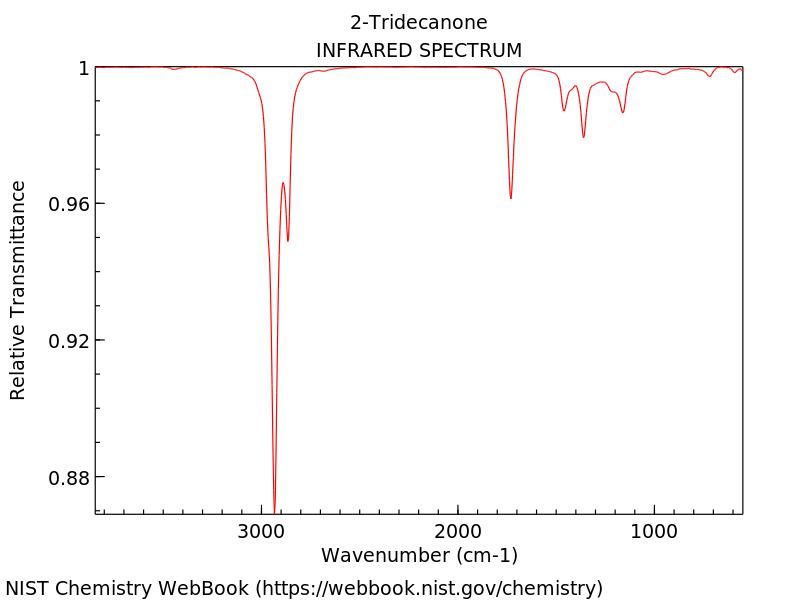 2-Tridecanone
INFRARED SPECTRUM
1
0.96
0.92
0.88
Relative Transmittance
3000 2000 1000
Wavenumber (cm-1)
NIST Chemistry WebBook (https://webbook.nist.gov/chemistry)